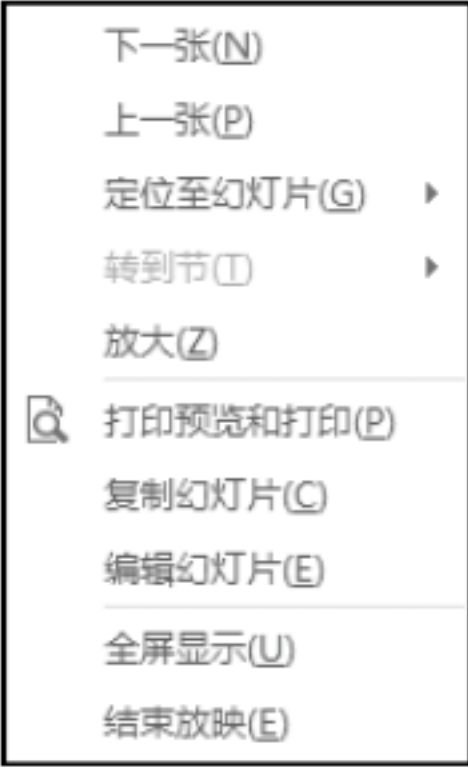 下一张(N)
上一张(P)
定位至幻灯片(G)
转到节(T)
放大(Z)
打印预览和打印(P)
复制幻灯片(C)
编辑幻灯片(E)
全屏显示(U)
结束放映(E)